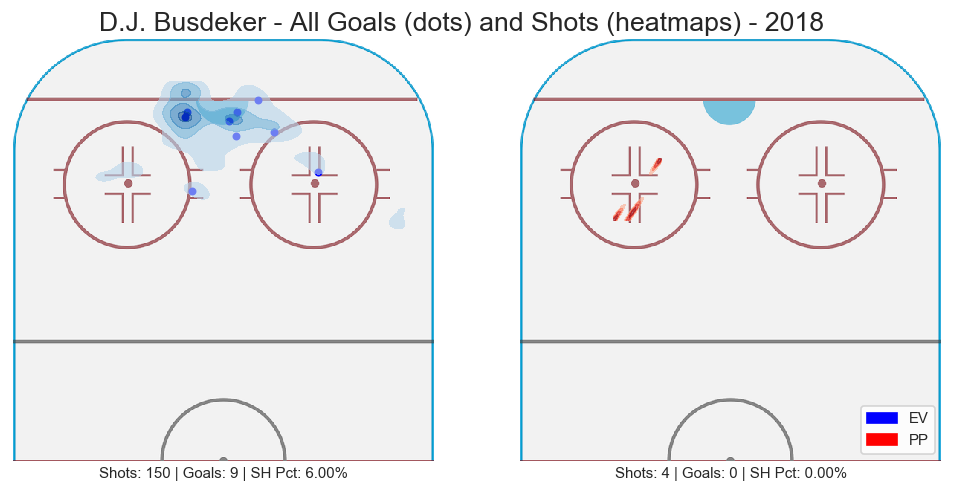 D.J. Busdeker - All Goals (dots) and Shots (heatmaps) - 2018
EV
PP
Shots: 150 | Goals: 9 | SH Pct: 6.00%
Shots: 4 | Goals: 0 | SH Pct: 0.00%